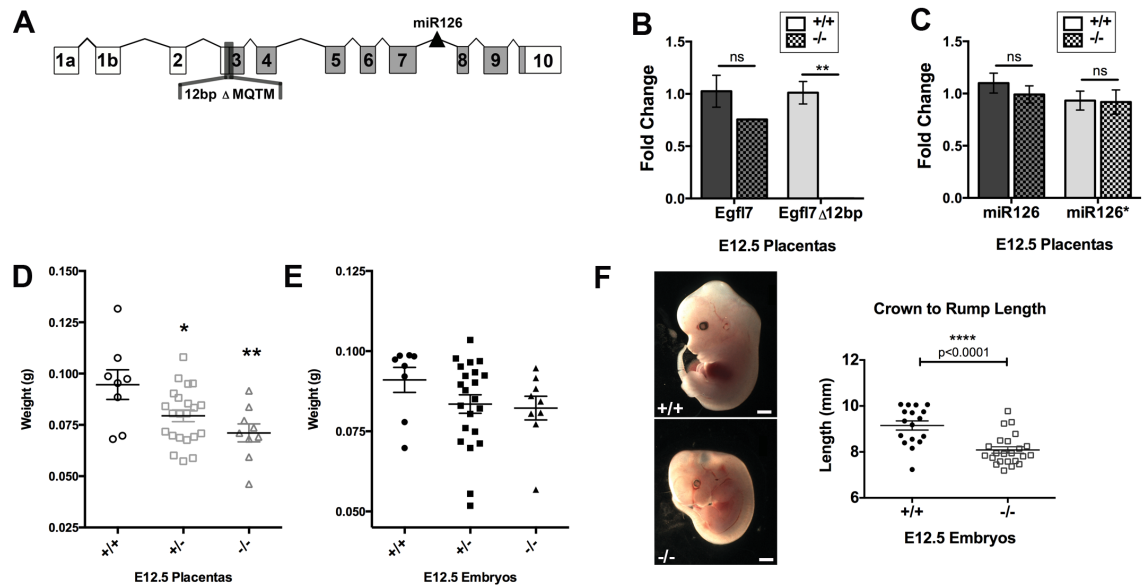 A
miR126
1a 1b 2 3 4 5 6 7 8 9 10
12bp Δ MQTM
B
+/+
-/-
1.5
1.0
0.5
0.0
Fold Change
ns
**
Egfl7 Egfl7Δ12bp
E12.5 Placentas
C
+/+
-/-
1.5
1.0
0.5
0.0
Fold Change
ns
ns
miR126 miR126*
E12.5 Placentas
D
0.150
0.125
0.100
0.075
0.050
0.025
Weight (g)
*
**
+/+ +/- -/-
E12.5 Placentas
E
0.125
0.100
0.075
0.050
Weight (g)
+/+ +/- -/-
E12.5 Embryos
F
+/+
-/-
Crown to Rump Length
****
p<0.0001
12
10
8
6
Length (mm)
+/+ -/-
E12.5 Embryos